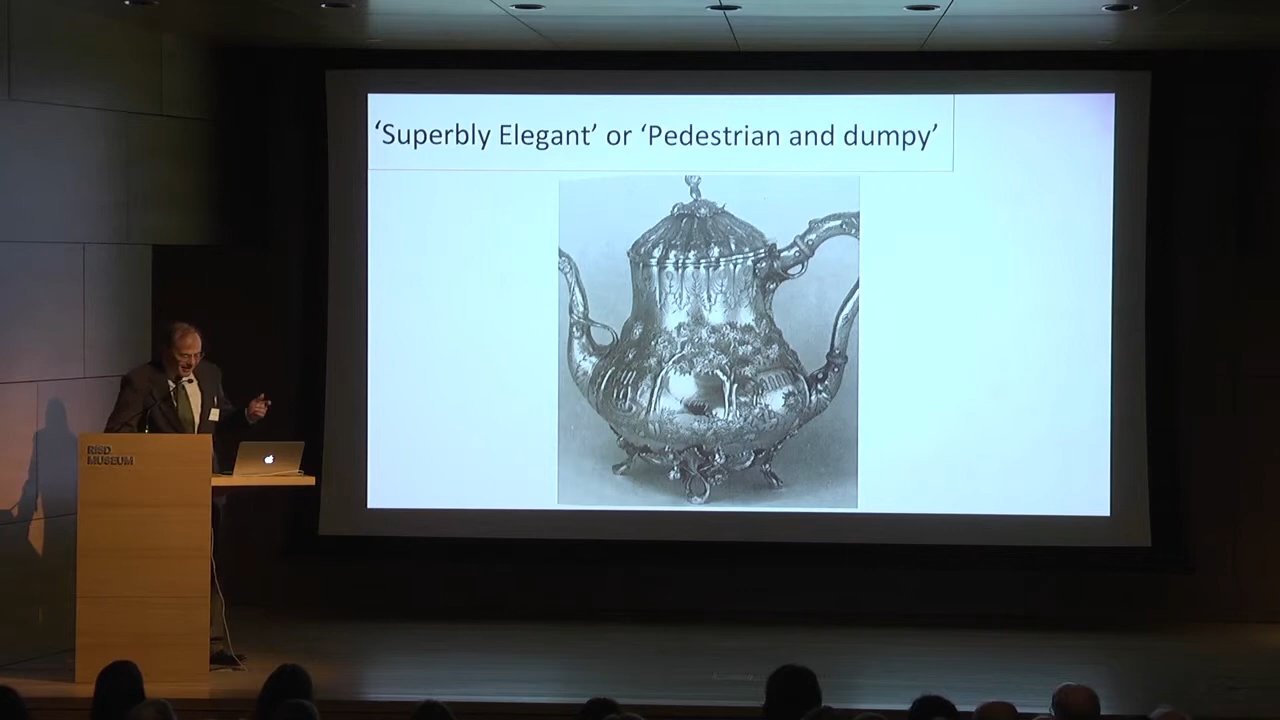 ‘Superbly Elegant’ or ‘Pedestrian and dumpy’
RISD
MUSEUM